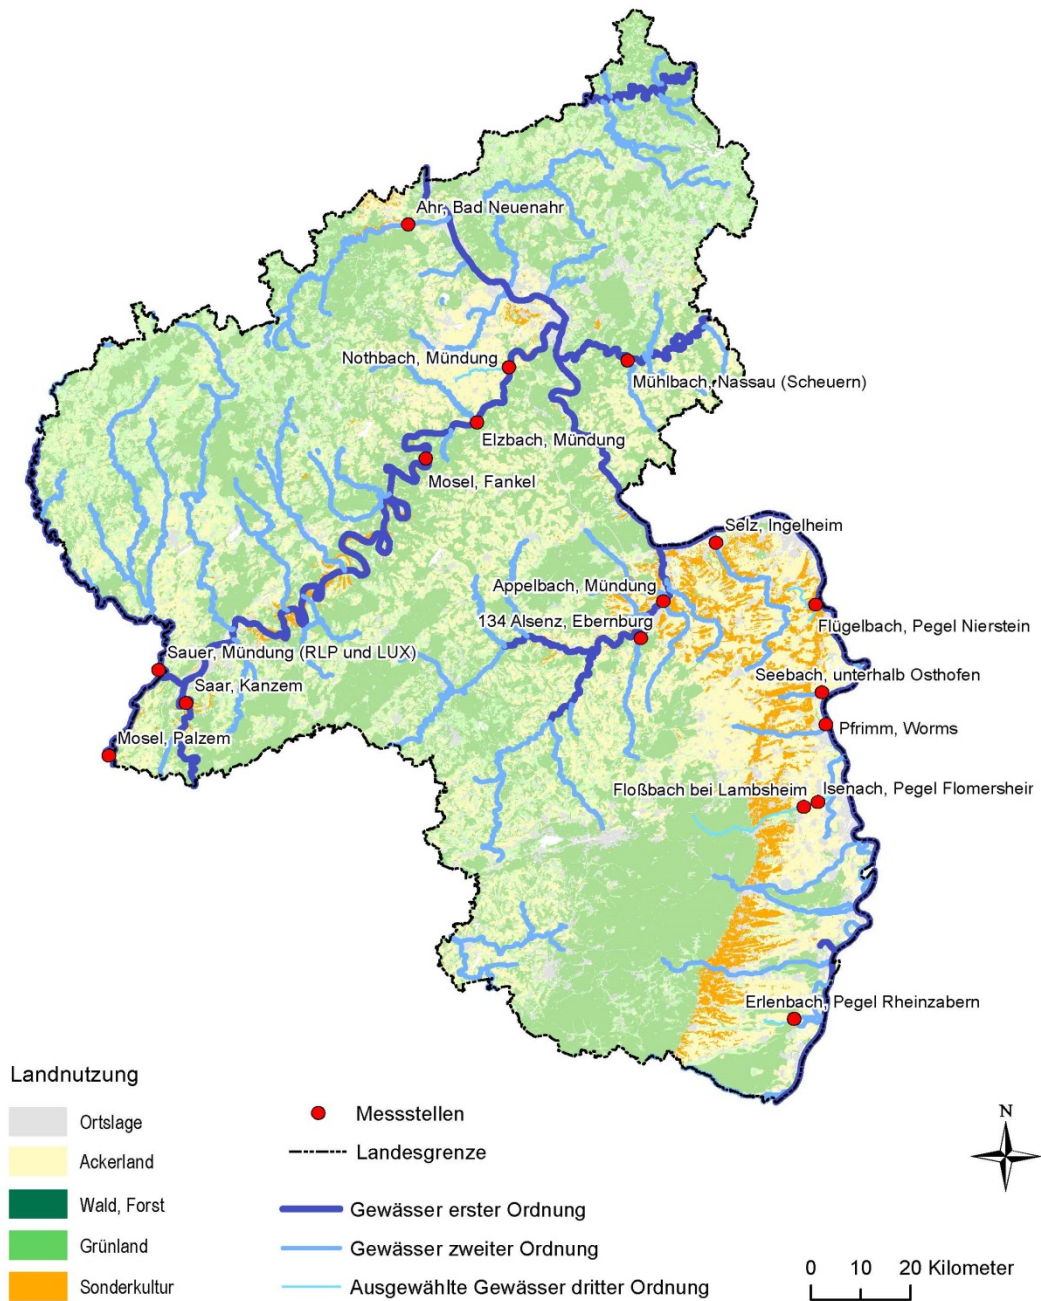 Ahr, Bad Neuenahr
Nothbach, Mündung
Mühlbach, Nassau (Scheuern)
Elzbach, Mündung
Mosel, Fankel
Selz, Ingelheim
Appelbach, Mündung
134 Alsenz, Ebernburg
Flügelbach, Pegel Nierstein
Sauer, Mündung (RLP und LUX)
Seebach, unterhalb Osthofen
Saar, Kanzem
Pfrimm, Worms
Mosel, Palzem
Floßbach bei Lambsheim
Isenach, Pegel Flomersheir
Erlenbach, Pegel Rheinzabern
Landnutzung
Ortslage
Ackerland
Wald, Forst
Grünland
Sonderkultur
Messstellen
Landesgrenze
Gewässer erster Ordnung
Gewässer zweiter Ordnung
Ausgewählte Gewässer dritter Ordnung
N
0 10 20 Kilometer